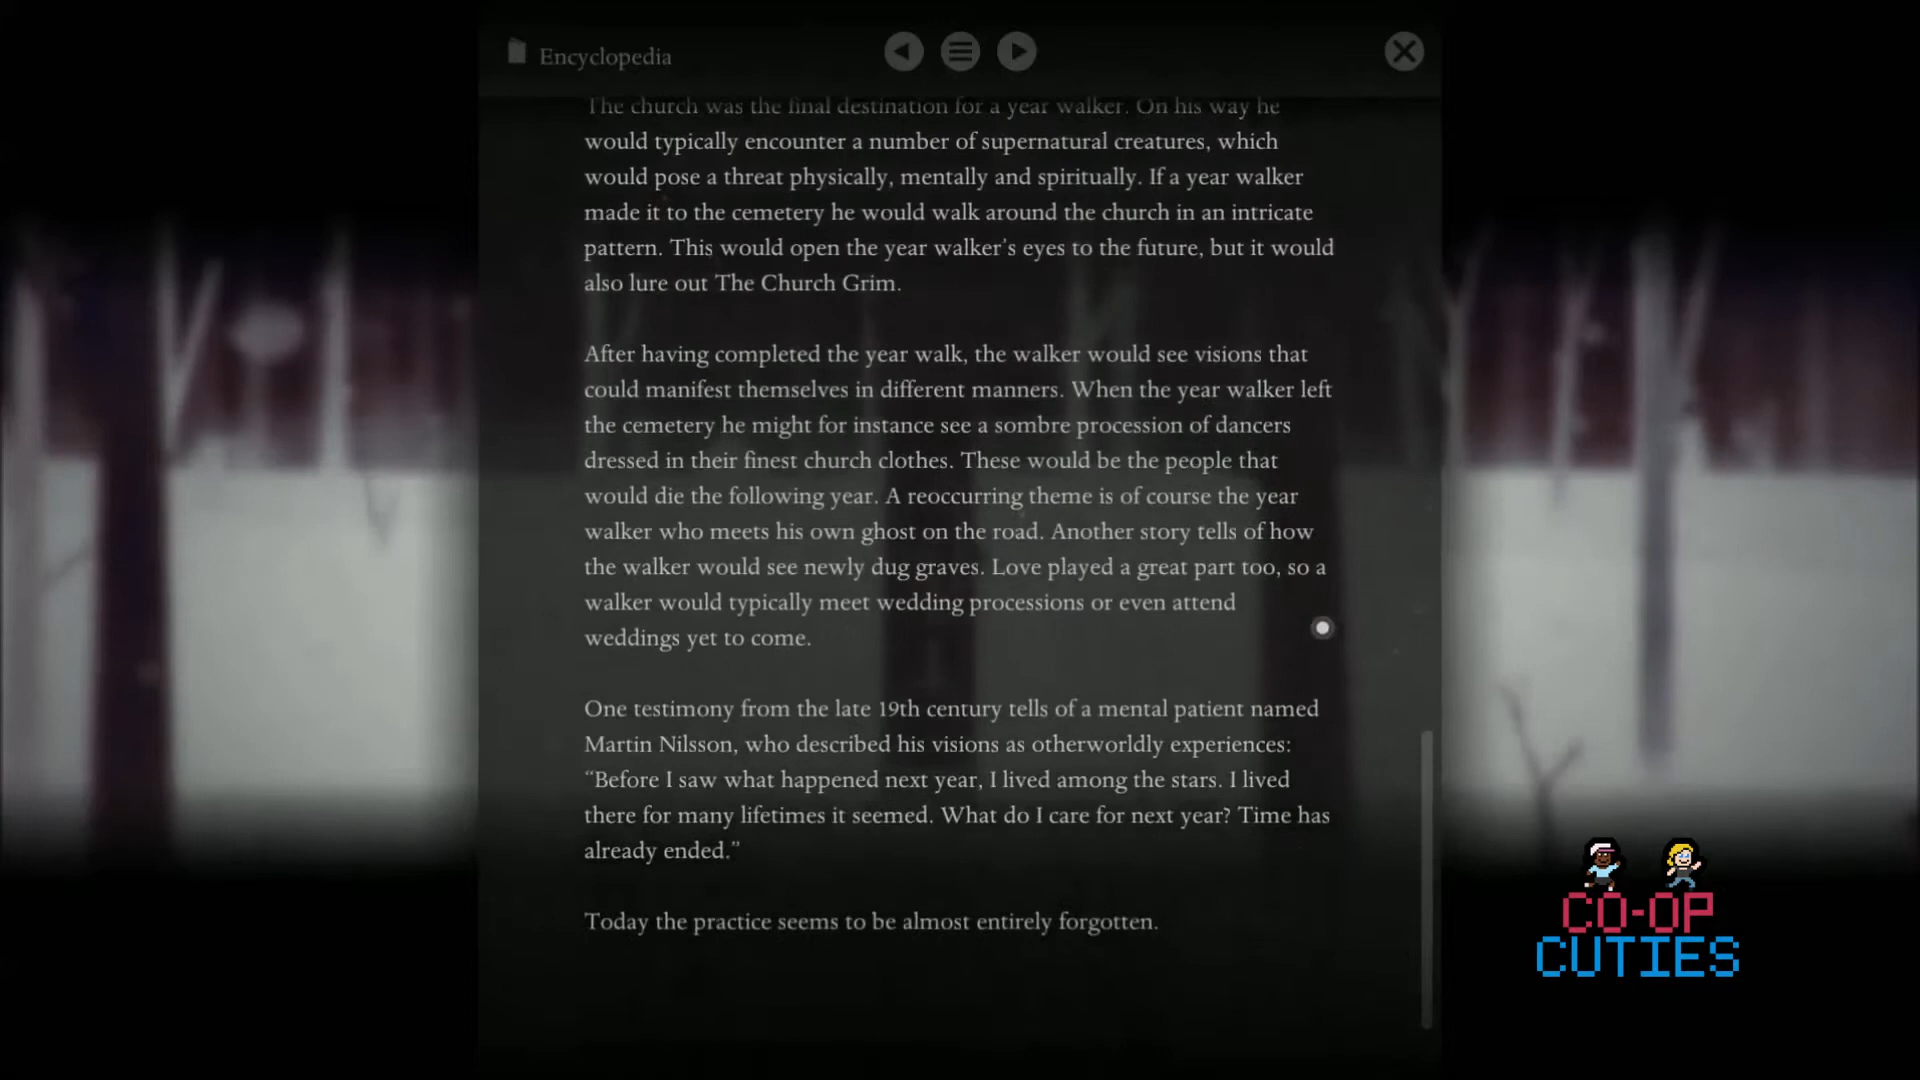 Encyclopedia
The church was the final destination for a year walker. On his way he
would typically encounter a number of supernatural creatures, which
would pose a threat physically, mentally and spiritually. If a year walker
made it to the cemetery he would walk around the church in an intricate
pattern. This would open the year walker’s eyes to the future, but it would
also lure out The Church Grim.
After having completed the year walk, the walker would see visions that
could manifest themselves in different manners. When the year walker left
the cemetery he might for instance see a sombre procession of dancers
dressed in their finest church clothes. These would be the people that
would die the following year. A reoccurring theme is of course the year
walker who meets his own ghost on the road. Another story tells of how
the walker would see newly dug graves. Love played a great part too, so a
walker would typically meet wedding processions or even attend
weddings yet to come.
One testimony from the late 19th century tells of a mental patient named
Martin Nilsson, who described his visions as otherworldly experiences:
“Before I saw what happened next year, I lived among the stars. I lived
there for many lifetimes it seemed. What do I care for next year? Time has
already ended.”
Today the practice seems to be almost entirely forgotten.
CO-OP
CUTIES